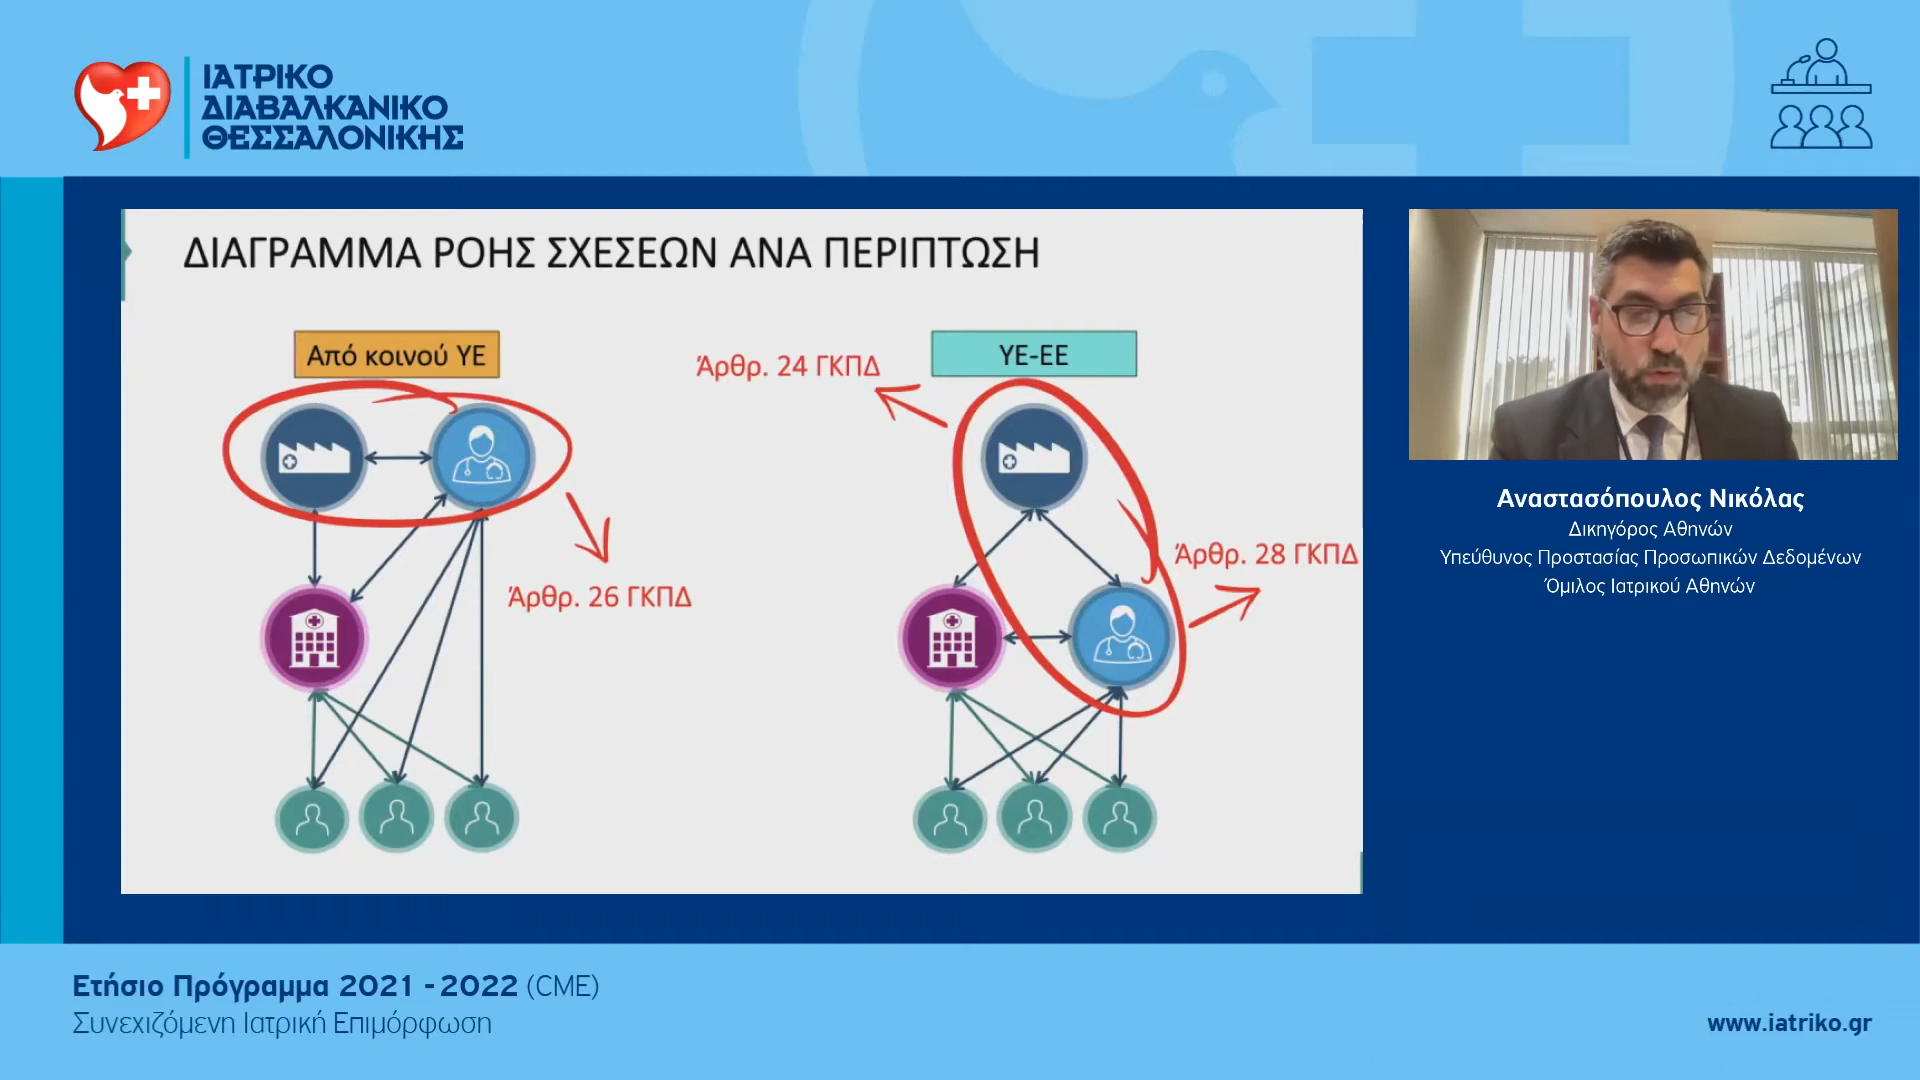 ΙΑΤΡΙΚΟ
ΔΙΑΒΑΛΚΑΝΙΚΟ
ΘΕΣΣΑΛΟΝΙΚΗΣ
ΔΙΑΓΡΑΜΜΑ ΡΟΗΣ ΣΧΕΣΕΩΝ ΑΝΑ ΠΕΡΙΠΤΩΣΗ
Από κοινού ΥΕ
Άρθρ. 24 ΓΚΠΔ
ΥΕ-ΕΕ
Άρθρ. 26 ΓΚΠΔ
Άρθρ. 28 ΓΚΠΔ
Αναστασόπουλος Νικόλας
Δικηγόρος Αθηνών
Υπεύθυνος Προστασίας Προσωπικών Δεδομένων
Όμιλος Ιατρικού Αθηνών
Ετήσιο Πρόγραμμα 2021 - 2022 (CME)
Συνεχιζόμενη Ιατρική Επιμόρφωση
www.iatriko.gr